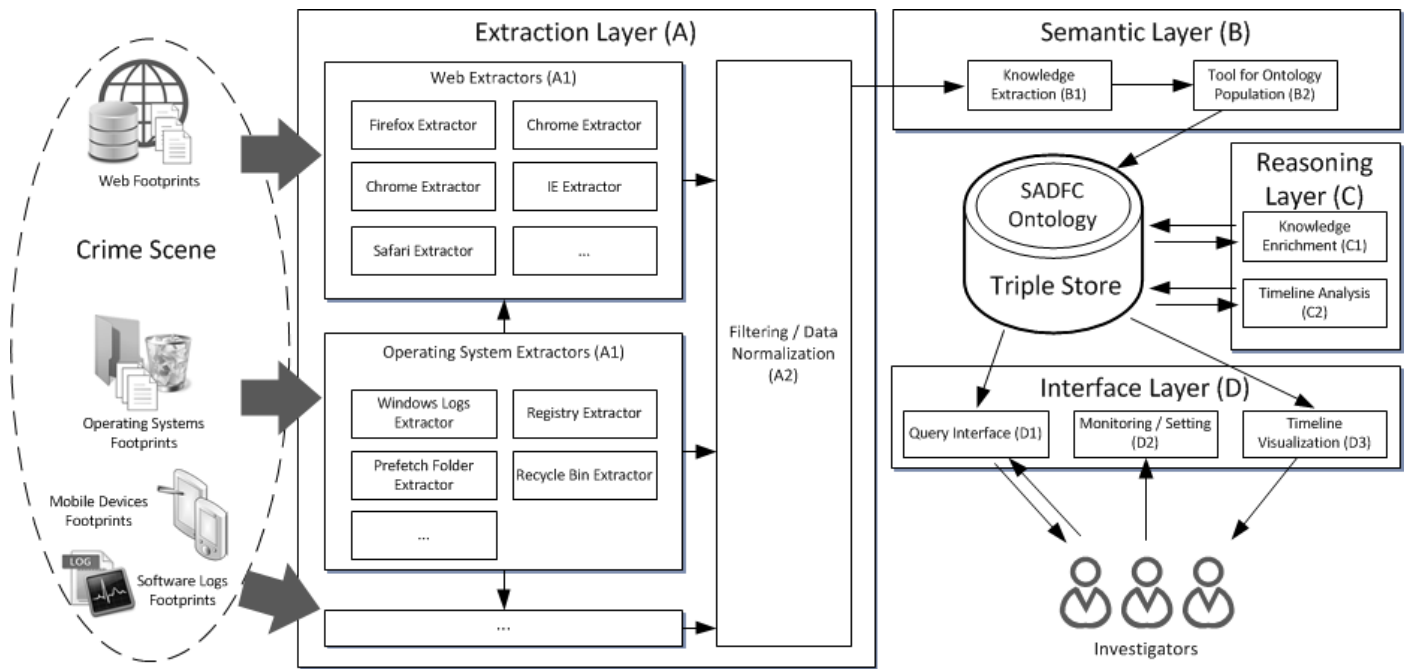 Web Footprints
Crime Scene
Operating Systems
Footprints
Mobile Devices
Footprints
LOG
Software Logs
Footprints
Extraction Layer (A)
Web Extractors (A1)
Firefox Extractor
Chrome Extractor
Chrome Extractor
IE Extractor
Safari Extractor
...
Operating System Extractors (A1)
Windows Logs
Extractor
Registry Extractor
Prefetch Folder
Extractor
Recycle Bin Extractor
...
...
Filtering / Data
Normalization
(A2)
Semantic Layer (B)
Knowledge
Extraction (B1)
Tool for Ontology
Population (B2)
SADFC
Ontology
Triple Store
Reasoning
Layer (C)
Knowledge
Enrichment (C1)
Timeline Analysis
(C2)
Interface Layer (D)
Query Interface (D1)
Monitoring / Setting
(D2)
Timeline
Visualization (D3)
Investigators